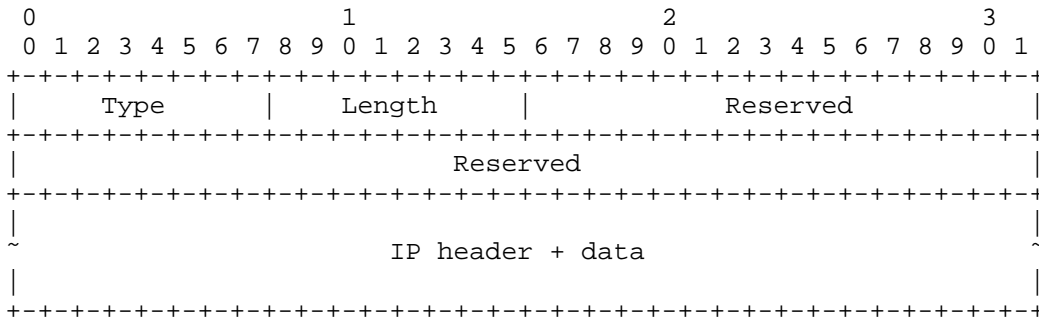 0                   1                   2                   3
 0 1 2 3 4 5 6 7 8 9 0 1 2 3 4 5 6 7 8 9 0 1 2 3 4 5 6 7 8 9 0 1
+-+-+-+-+-+-+-+-+-+-+-+-+-+-+-+-+-+-+-+-+-+-+-+-+-+-+-+-+-+-+-+-+
|     Type      |    Length     |            Reserved           |
+-+-+-+-+-+-+-+-+-+-+-+-+-+-+-+-+-+-+-+-+-+-+-+-+-+-+-+-+-+-+-+-+
|                           Reserved                            |
+-+-+-+-+-+-+-+-+-+-+-+-+-+-+-+-+-+-+-+-+-+-+-+-+-+-+-+-+-+-+-+-+
|                                                               |
~                       IP header + data                        ~
|                                                               |
+-+-+-+-+-+-+-+-+-+-+-+-+-+-+-+-+-+-+-+-+-+-+-+-+-+-+-+-+-+-+-+-+